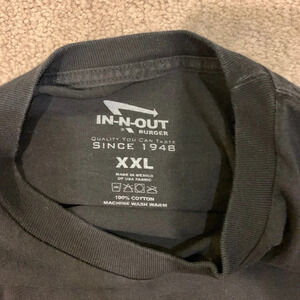 IN-N-OUT
BURGER
QUALITY YOU CAN TASTE
SINCE 1948
XXL
MADE IN MEXICO
OF USA FABRIC
100% COTTON
MACHINE WASH WARM